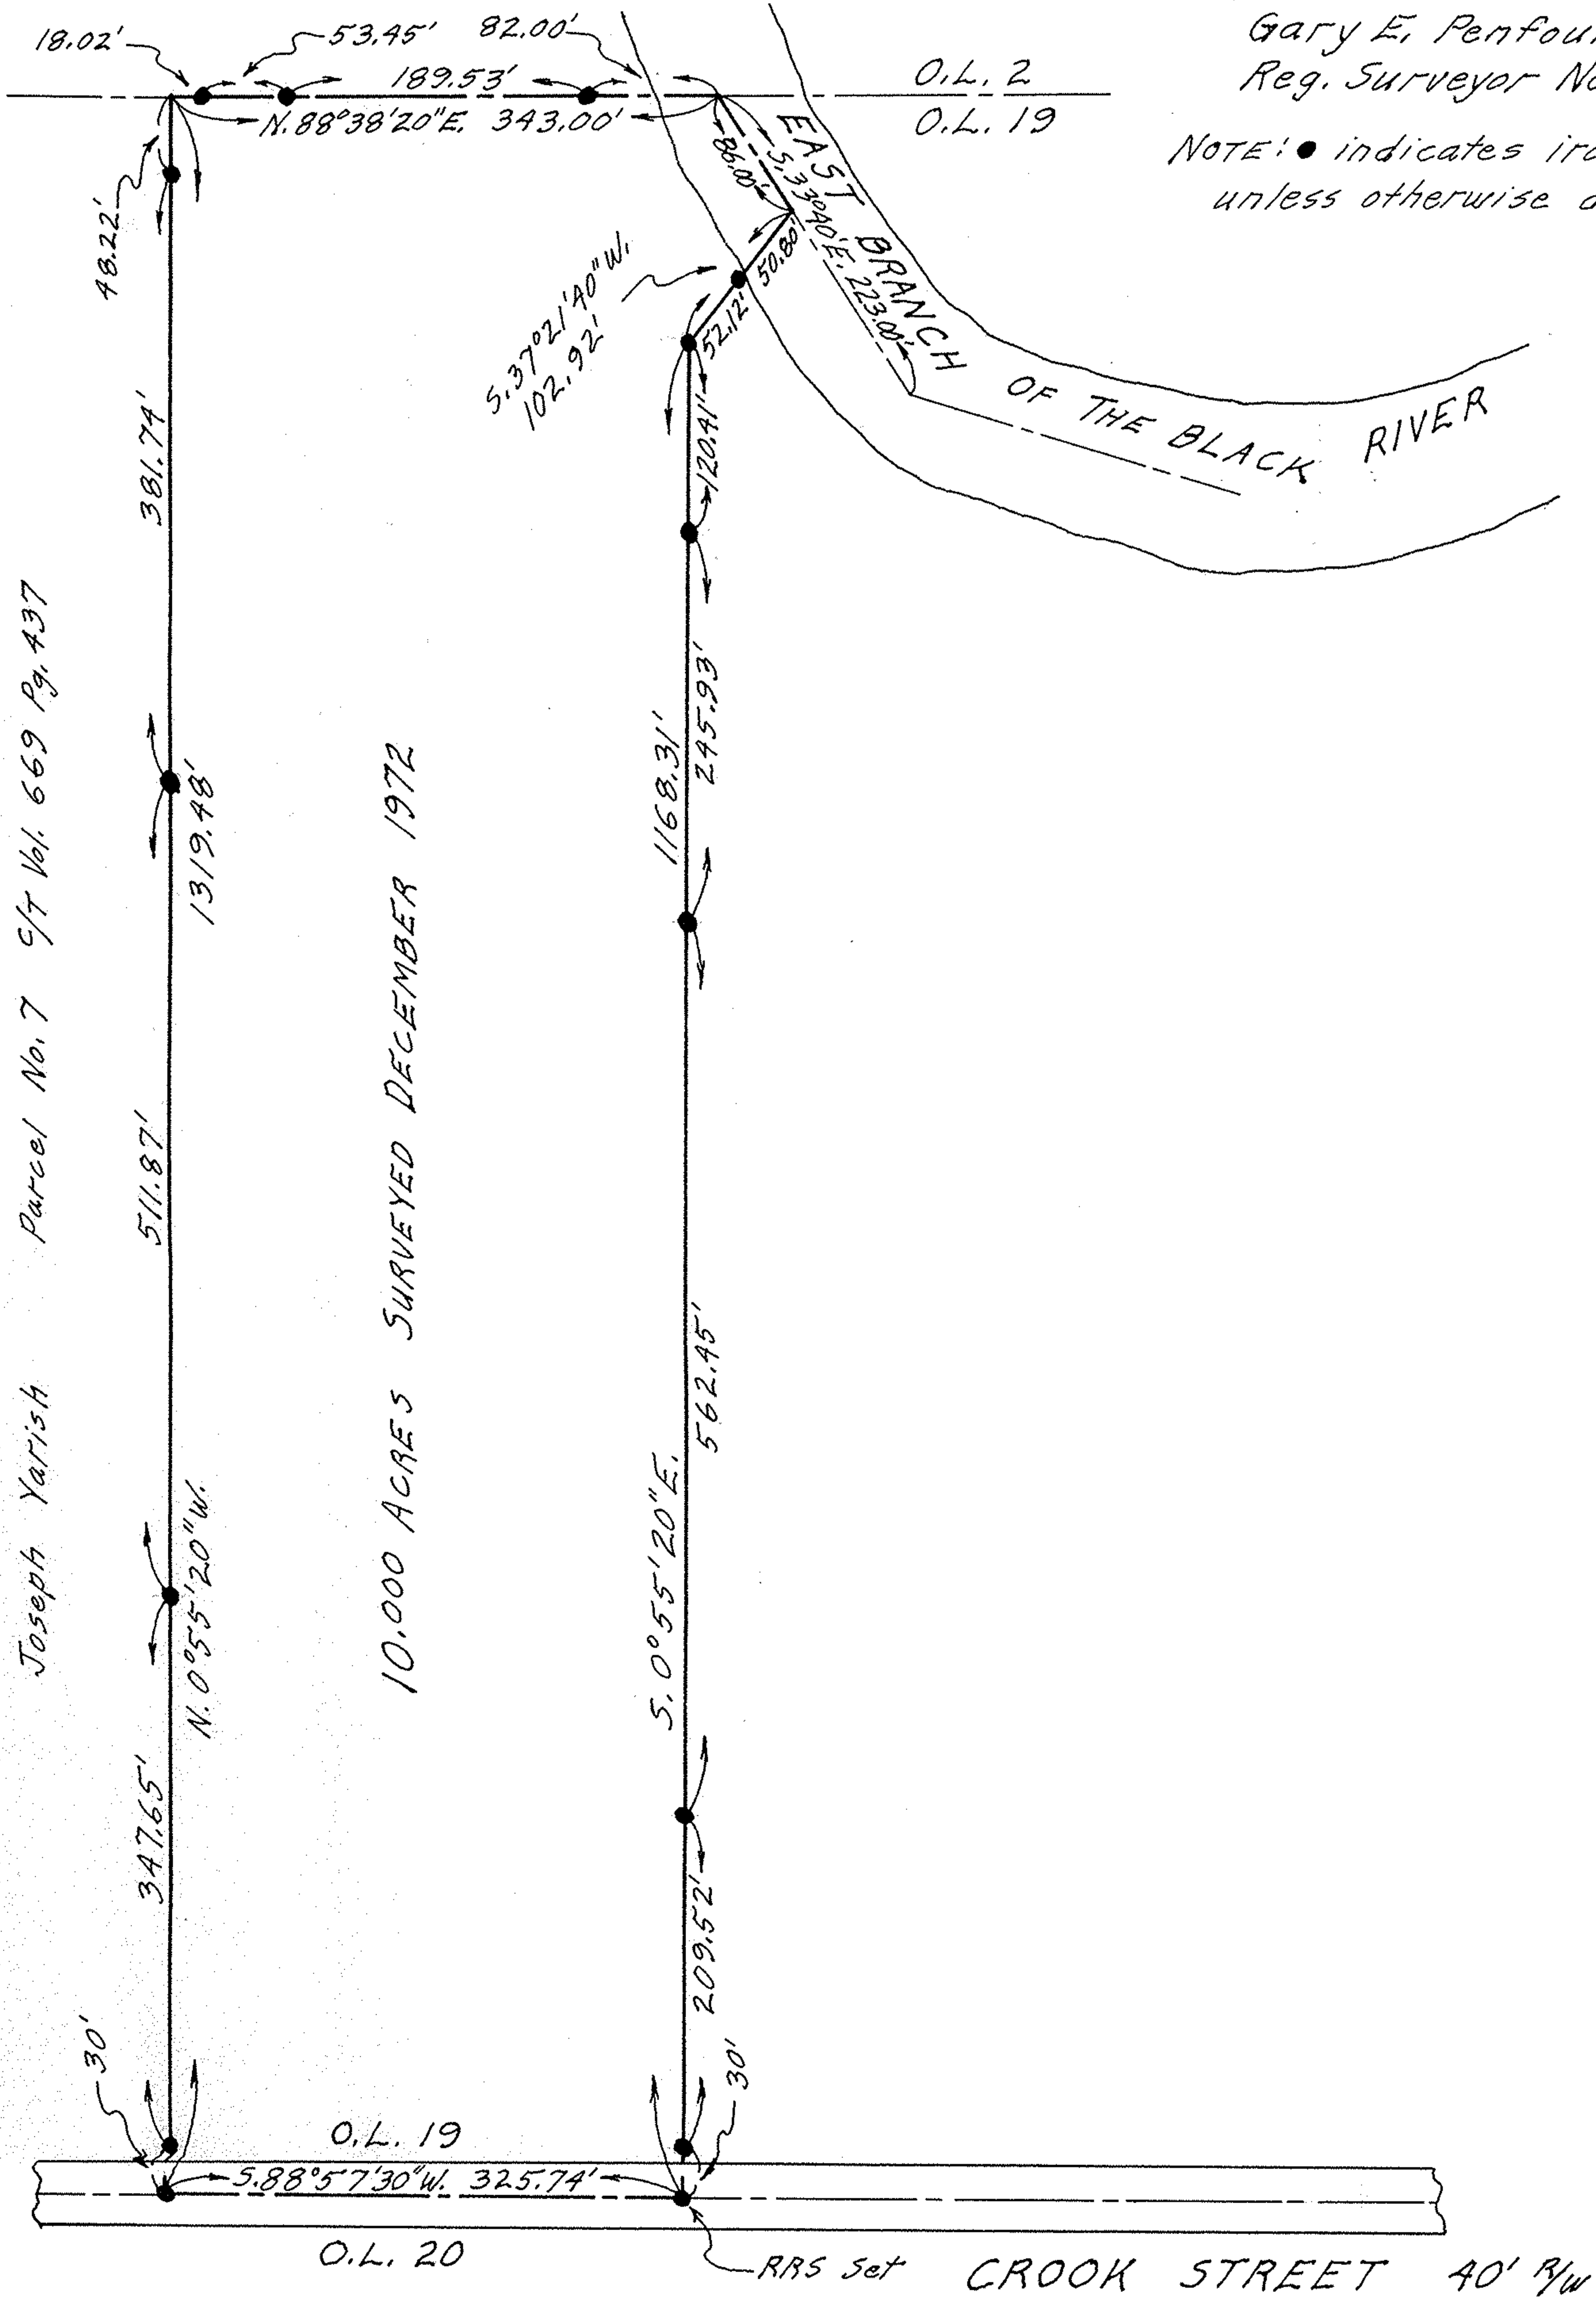 Gary E. Penfou
Reg. Surveyor No
NOTE: ● indicates
unless otherwise
18.02'
53.45'
82.00'
189.53'
O.L. 2
N.88°38'20"E. 343.00'
O.L. 19
48.22'
S.33°40'E. 223.00'
50.80'
S.37°21'40"W.
102.92'
52.12'
EAST BRANCH OF THE BLACK RIVER
120.41'
381.74'
245.93'
1168.31'
1319.48'
Joseph Yarish Parcel No. 7 C/T Vol. 669 Pg. 437
10.000 ACRES SURVEYED DECEMBER 1972
511.87'
562.45'
S. 0°55'20"E.
N. 0°55'20"W.
347.65'
209.52'
30'
30'
O.L. 19
S.88°57'30"W. 325.74'
O.L. 20
RRS Set
CROOK STREET 40' R/W